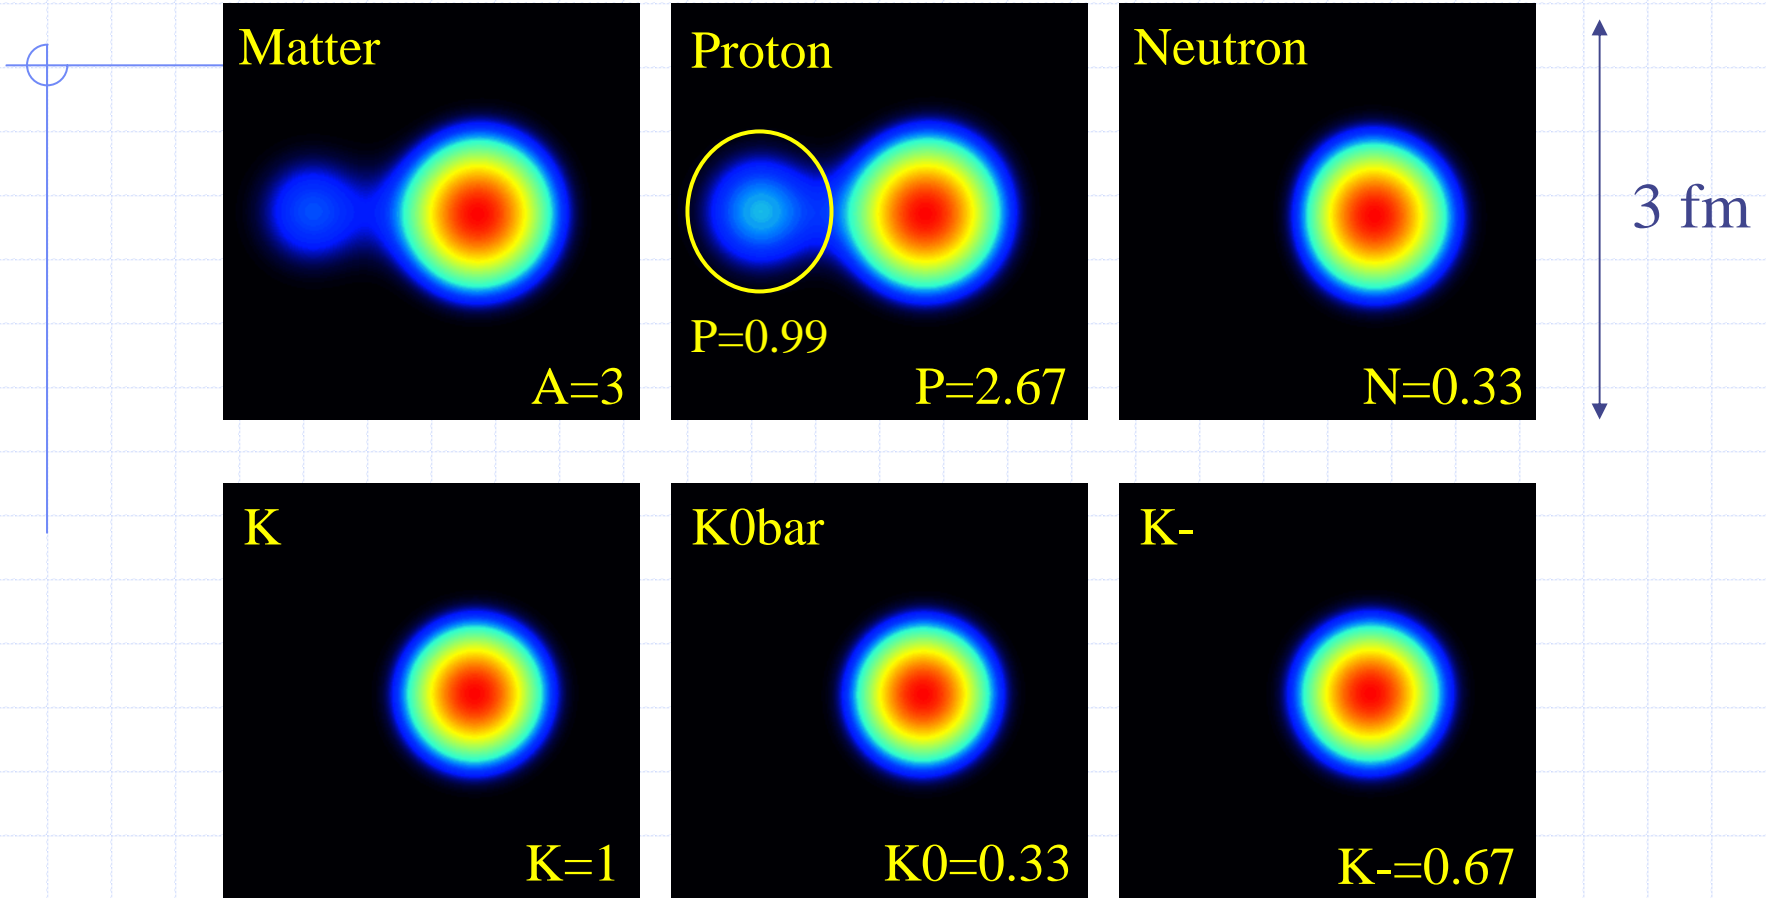 Matter
Proton
Neutron
3 fm
P=0.99
A=3
P=2.67
N=0.33
K
K0bar
K-
K=1
K0=0.33
K-=0.67